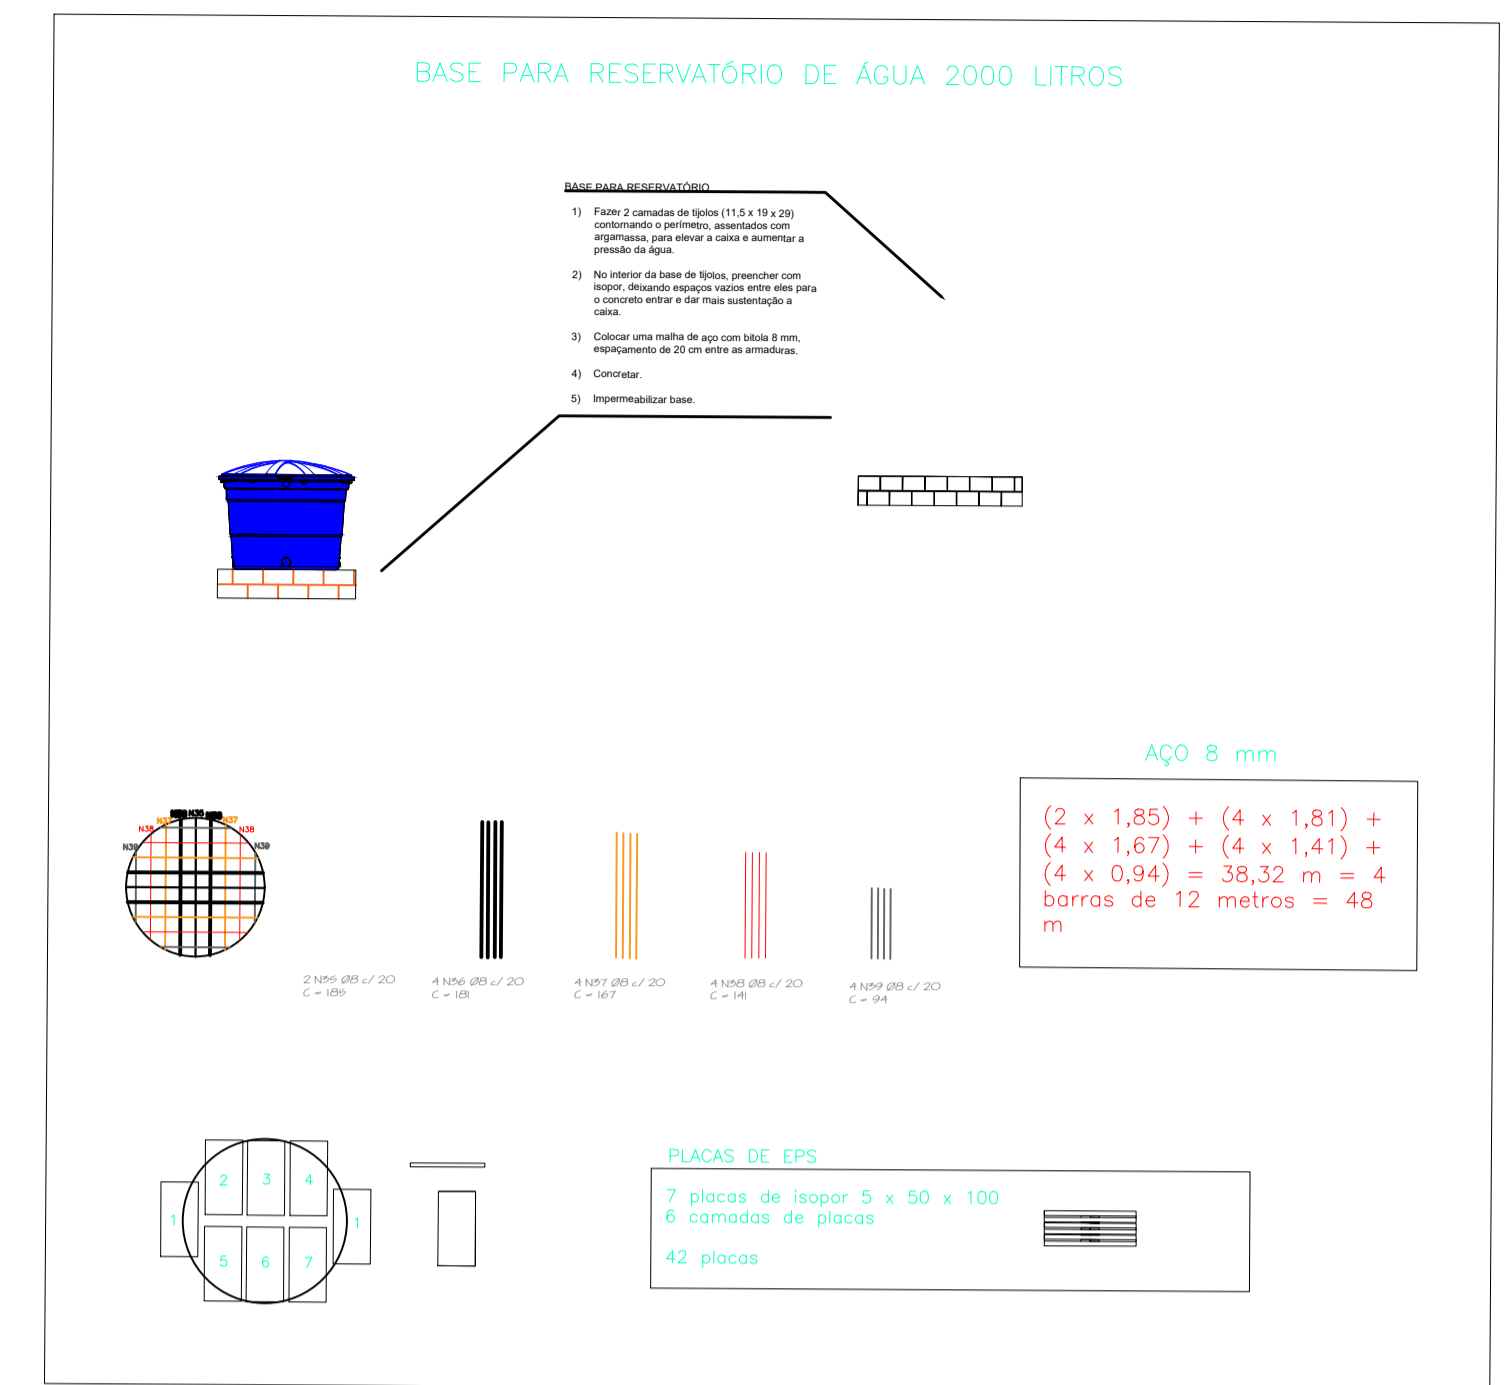 BASE PARA RESERVATÓRIO DE ÁGUA 2000 LITROS
BASE PARA RESERVATÓRIO
1) Fazer 2 camadas de tijolos (11,5 x 19 x 29)
contornando o perímetro, assentados com
argamassa, para elevar a caixa e aumentar a
pressão da água.
2) No interior da base de tijolos, preencher com
isopor, deixando espaços vazios entre eles para
o concreto entrar e dar mais sustentação a
caixa.
3) Colocar uma malha de aço com bitola 8 mm,
espaçamento de 20 cm entre as armaduras.
4) Concretar.
5) Impermeabilizar base.
AÇO 8 mm
(2 x 1,85) + (4 x 1,81) +
(4 x 1,67) + (4 x 1,41) +
(4 x 0,94) = 38,32 m = 4
barras de 12 metros = 48
m
N39 N38 N37 N35 N37 N38 N39
2 N35 Ø8 c/ 20
C = 185
4 N36 Ø8 c/ 20
C = 181
4 N37 Ø8 c/ 20
C = 167
4 N38 Ø8 c/ 20
C = 141
4 N39 Ø8 c/ 20
C = 94
2 3 4
1 1
5 6 7
PLACAS DE EPS
7 placas de isopor 5 x 50 x 100
6 camadas de placas
42 placas